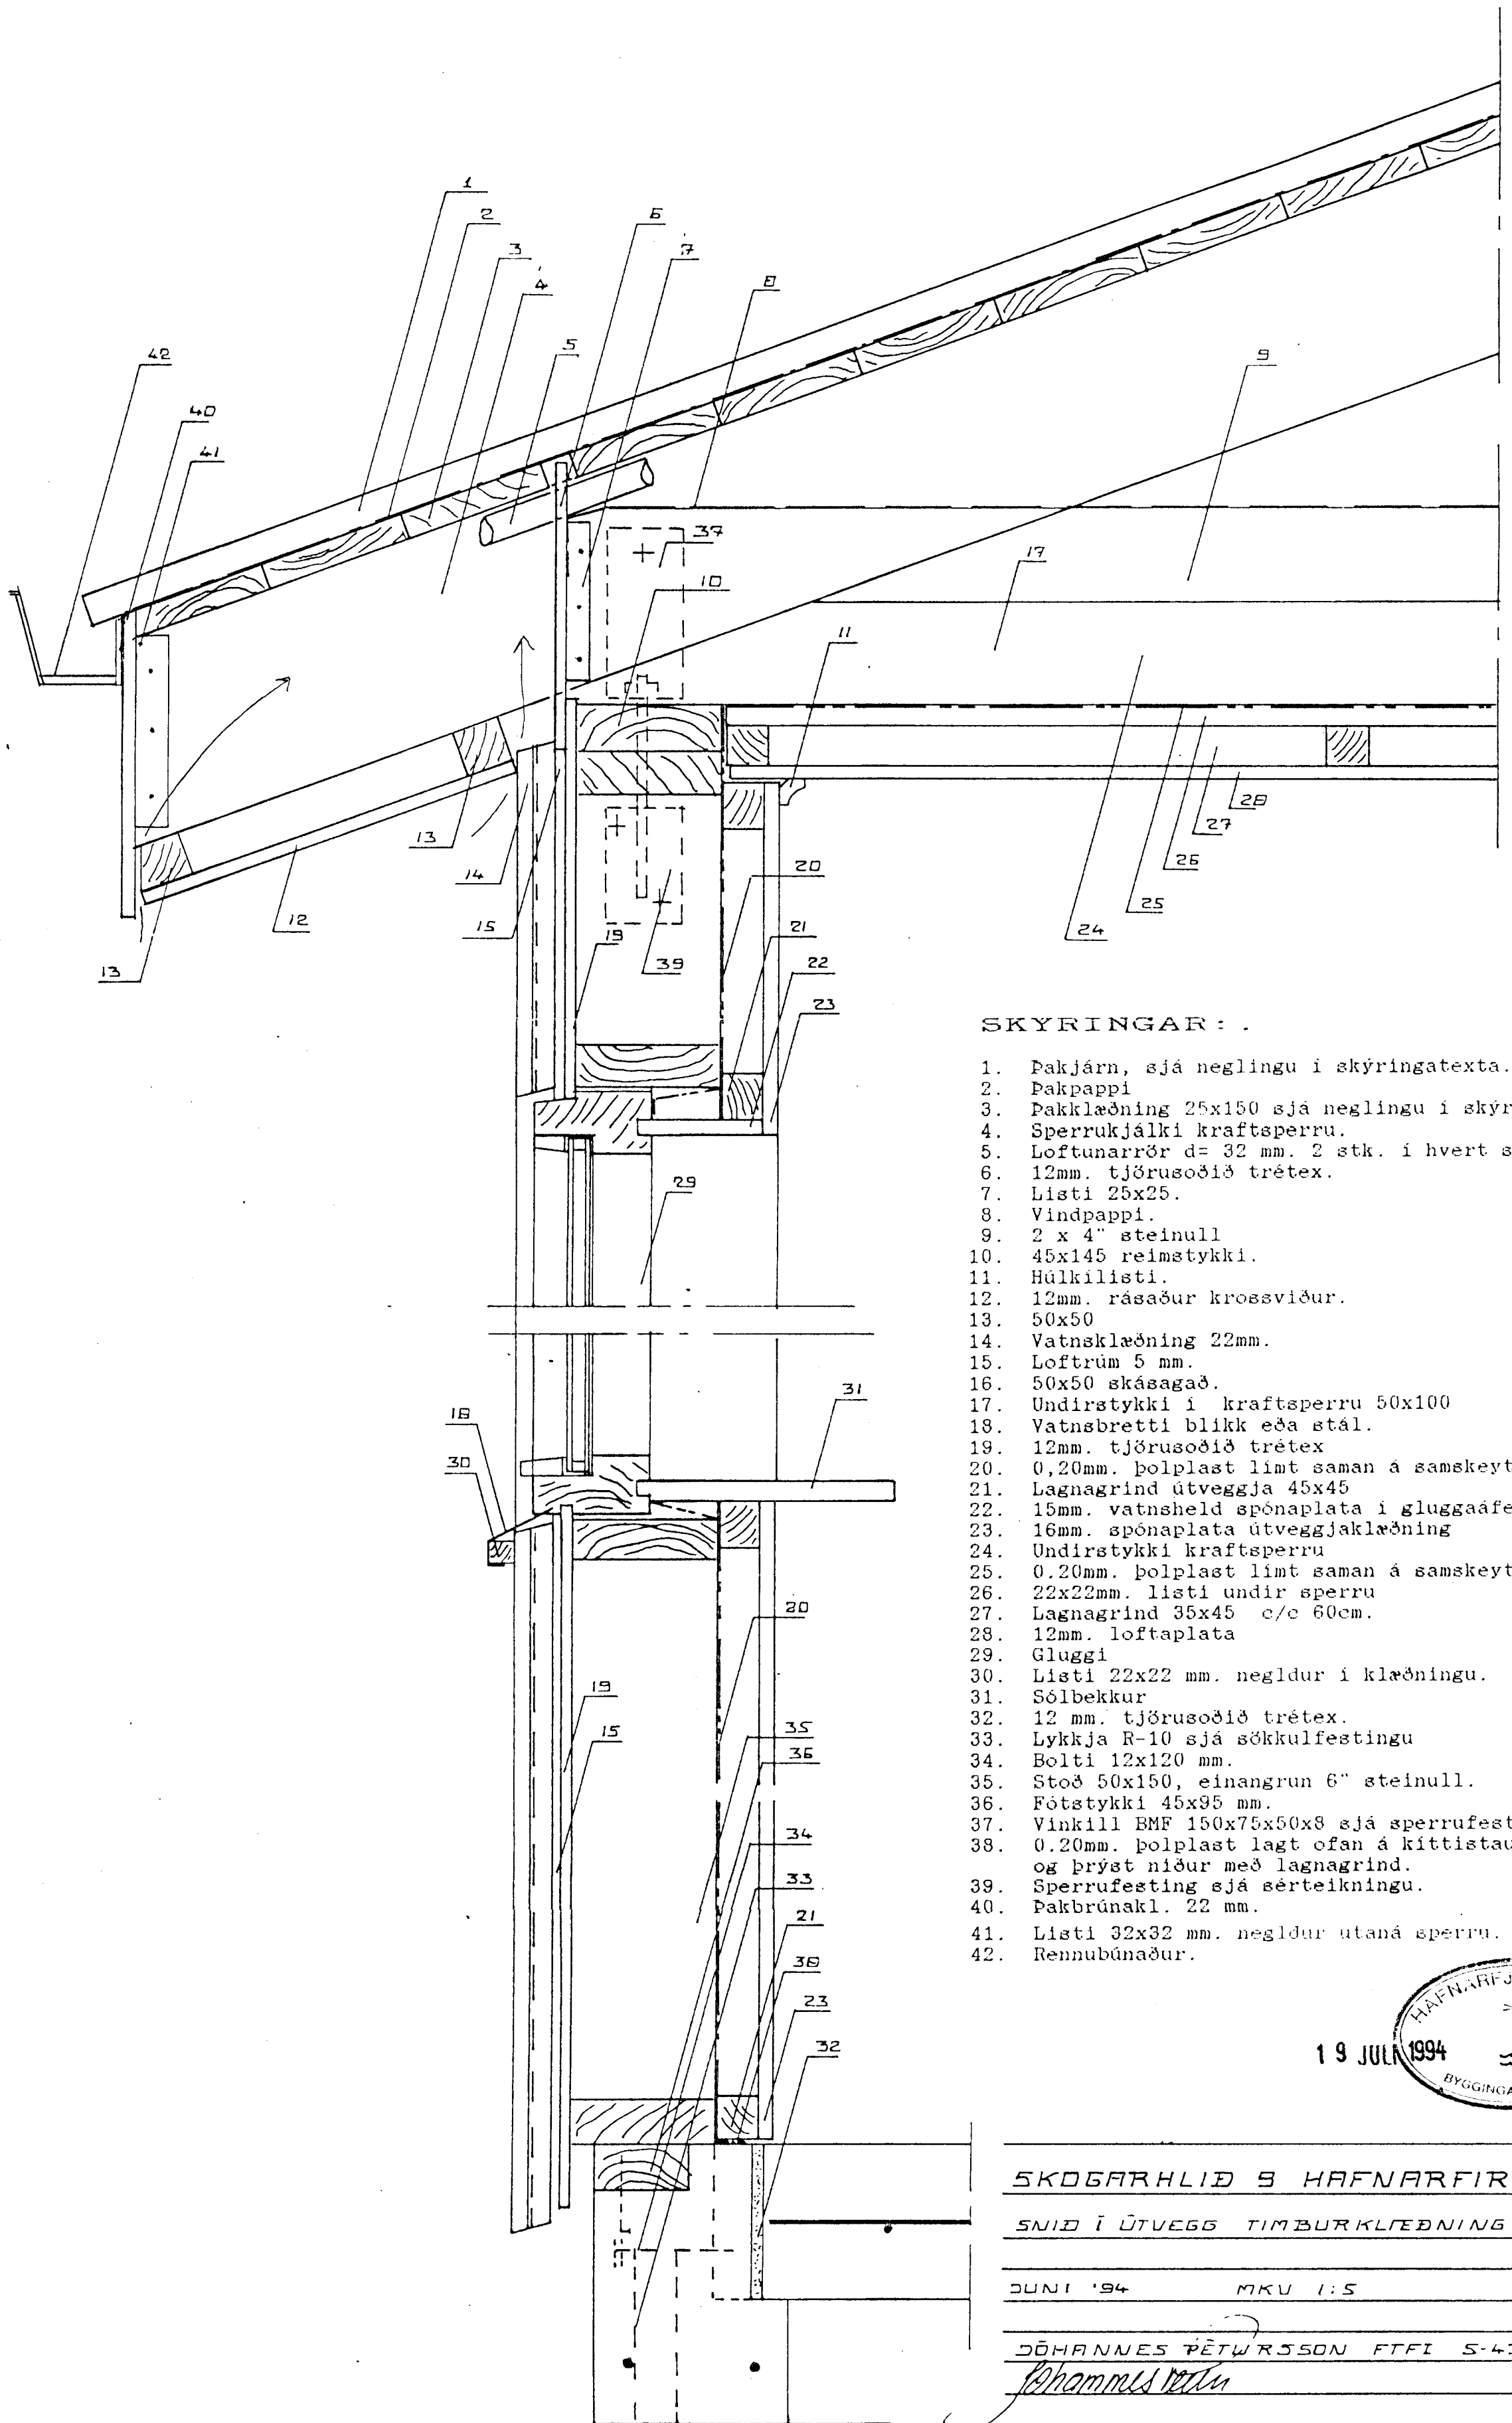 1
2
3
4
5
6
7
8
9
42
40
41
37
10
17
11
13
14
15
12
13
19
39
20
21
22
23
28
27
26
25
24
29
31
18
30
20
19
15
35
36
34
33
21
38
23
32
SKÝRINGAR: .
1. Þakjárn, sjá neglingu í skýringatexta.
2. Þakpappi
3. Þakklæðning 25x150 sjá neglingu í skýr
4. Sperrukjálki kraftsperru.
5. Loftunarrör d= 32 mm. 2 stk. í hvert s
6. 12mm. tjörusoðið trétex.
7. Listi 25x25.
8. Vindpappi.
9. 2 x 4" steinull
10. 45x145 reimstykki.
11. Húlkílisti.
12. 12mm. rásaður krossviður.
13. 50x50
14. Vatnsklæðning 22mm.
15. Loftrúm 5 mm.
16. 50x50 skásagað.
17. Undirstykki í kraftsperru 50x100
18. Vatnsbretti blikk eða stál.
19. 12mm. tjörusoðið trétex
20. 0,20mm. þolplast límt saman á samskeyt
21. Lagnagrind útveggja 45x45
22. 15mm. vatnsheld spónaplata í gluggaáfe
23. 16mm. spónaplata útveggjaklæðning
24. Undirstykki kraftsperru
25. 0.20mm. þolplast límt saman á samskeyt
26. 22x22mm. listi undir sperru
27. Lagnagrind 35x45 c/c 60cm.
28. 12mm. loftaplata
29. Gluggi
30. Listi 22x22 mm. negldur í klæðningu.
31. Sólbekkur
32. 12 mm. tjörusoðið trétex.
33. Lykkja R-10 sjá sökkulfestingu
34. Bolti 12x120 mm.
35. Stoð 50x150, einangrun 6" steinull.
36. Fótstykki 45x95 mm.
37. Vinkill BMF 150x75x50x8 sjá sperrufest
38. 0.20mm. þolplast lagt ofan á kíttistau
og þrýst niður með lagnagrind.
39. Sperrufesting sjá sérteikningu.
40. Þakbrúnakl. 22 mm.
41. Listi 32x32 mm. negldur utaná sperru.
42. Rennubúnaður.
HAFNARFJ
19 JULI 1994
BYGGINGA
SKOGARHLIÐ 9 HAFNARFIR
SNIÐ Í ÚTVEGG TIMBURKLÆÐNING
JUNI '94 MKV 1:5
JÓHANNES PÉTURSSON FTFI S-4